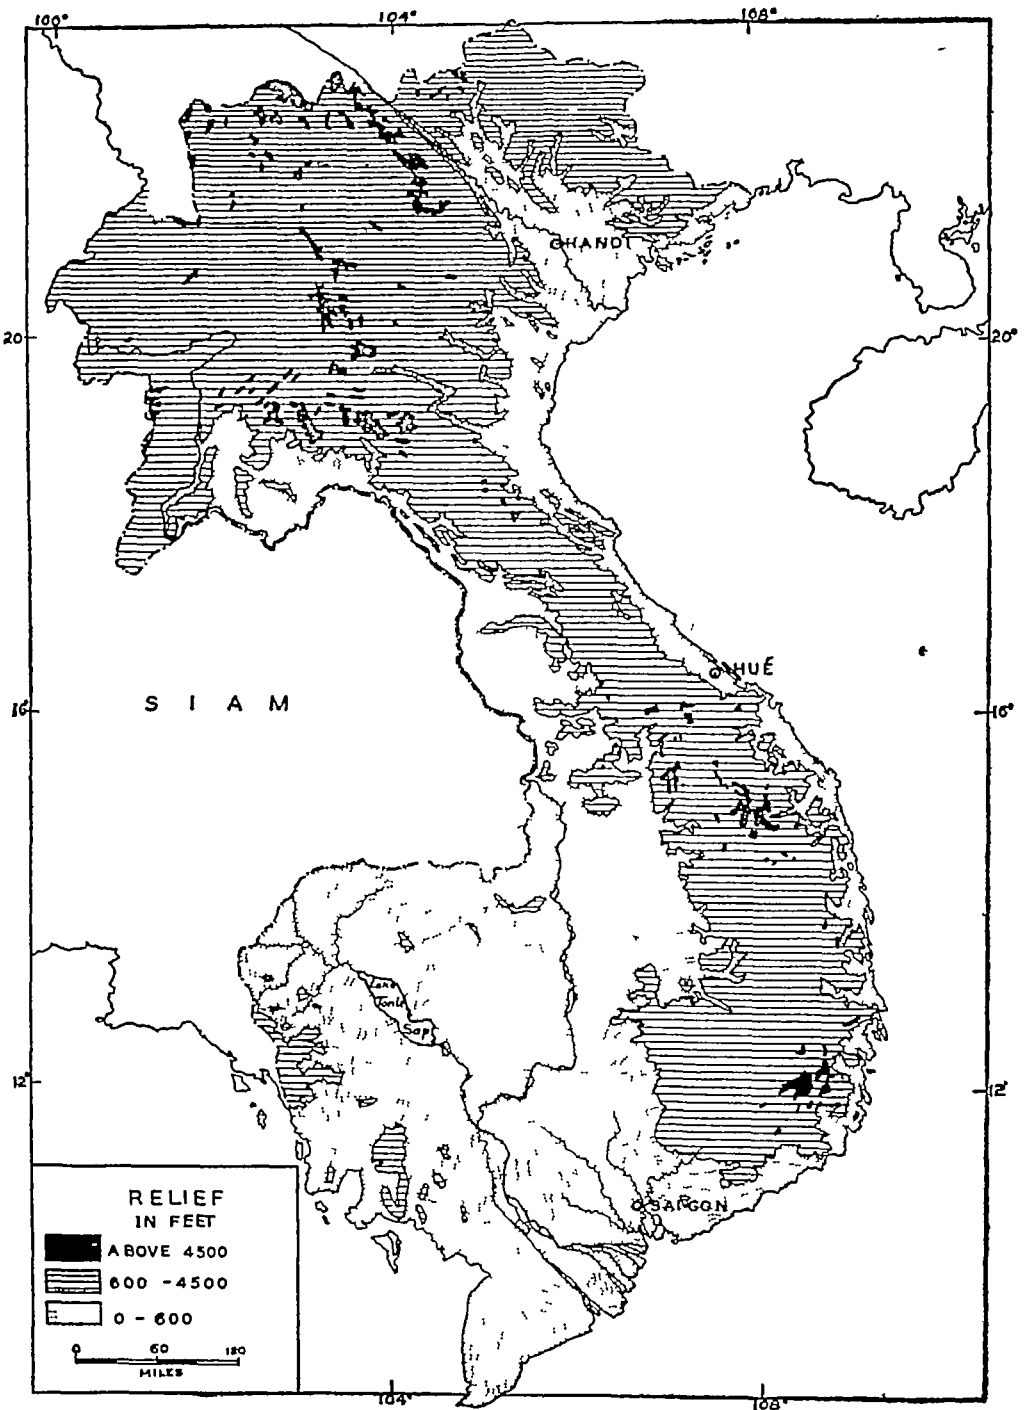 100°
104°
108°
HANOI
20°
20°
HUÉ
SIAM
16°
16°
Lake
Tonle
Sap
12°
12°
SAIGON
RELIEF
IN FEET
ABOVE 4500
600 - 4500
0 - 600
0 60 120
MILES
104°
108°